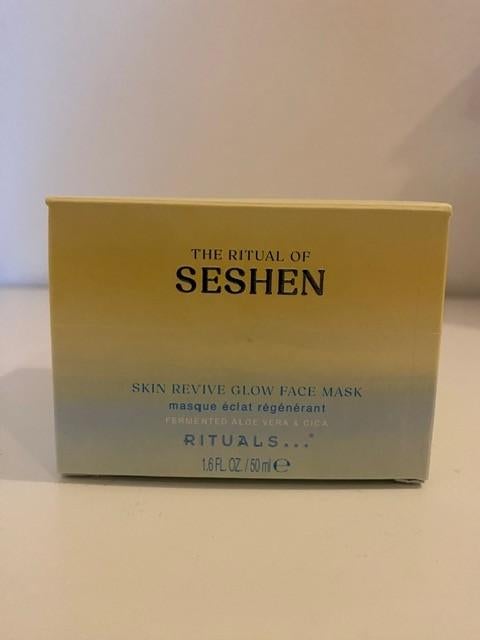 THE RITUAL OF
SESHEN
SKIN REVIVE GLOW FACE MASK
masque éclat régénérant
FERMENTED ALOE VERA & CICA
RITUALS...®
1.6 FL. OZ. / 50 ml ℮